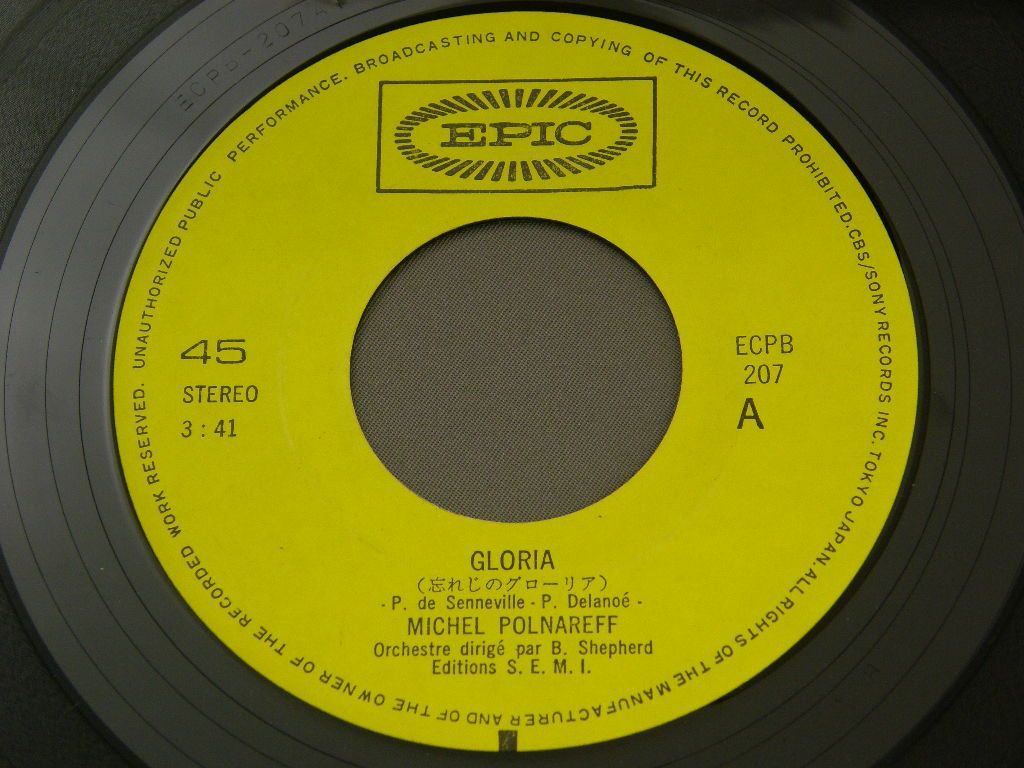 ECPB-207A
UNAUTHORIZED PUBLIC PERFORMANCE. BROADCASTING AND COPYING OF THIS RECORD PROHIBITED. CBS/SONY RECORDS INC. TOKYO JAPAN. ALL RIGHTS OF THE MANUFACTURER AND OF THE OWNER OF THE RECORDED WORK RESERVED.
EPIC
45
STEREO
3:41
ECPB
207
A
GLORIA
(忘れじのグローリア)
- P. de Senneville - P. Delanoé -
MICHEL POLNAREFF
Orchestre dirigé par B. Shepherd
Editions S. E. M. I.